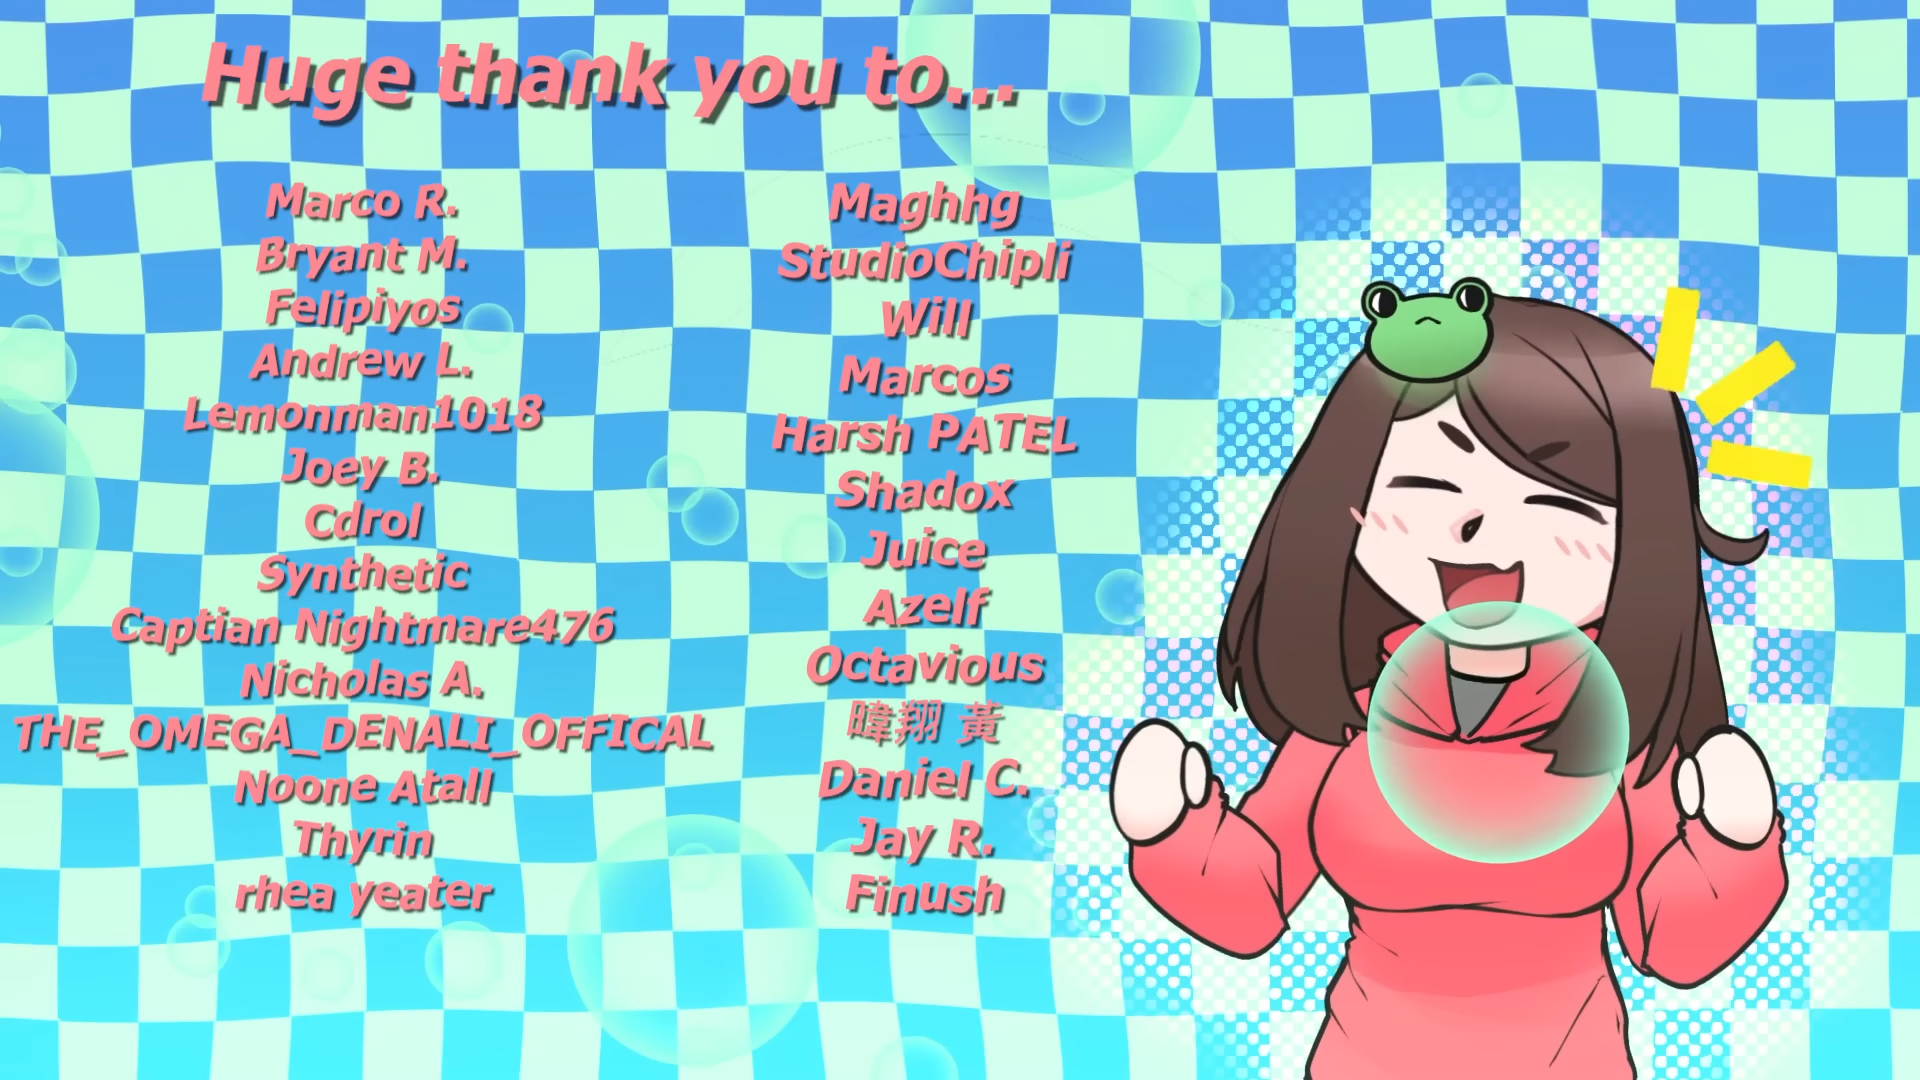 Huge thank you to...
Marco R.
Bryant M.
Felipiyos
Andrew L.
Lemonman1018
Joey B.
Cdrol
Synthetic
Captian Nightmare476
Nicholas A.
THE_OMEGA_DENALI_OFFICAL
Noone Atall
Thyrin
rhea yeater
Maghhg
StudioChipli
Will
Marcos
Harsh PATEL
Shadox
Juice
Azelf
Octavious
暐翔 黃
Daniel C.
Jay R.
Finush